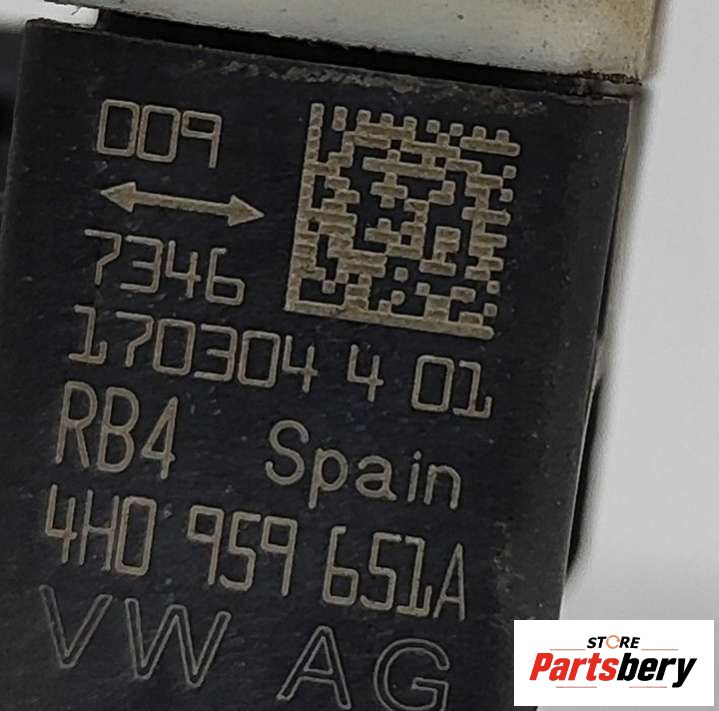 009
7346
170304 4 01
RB4 Spain
4H0 959 651A
VW AG
STORE
Partsbery